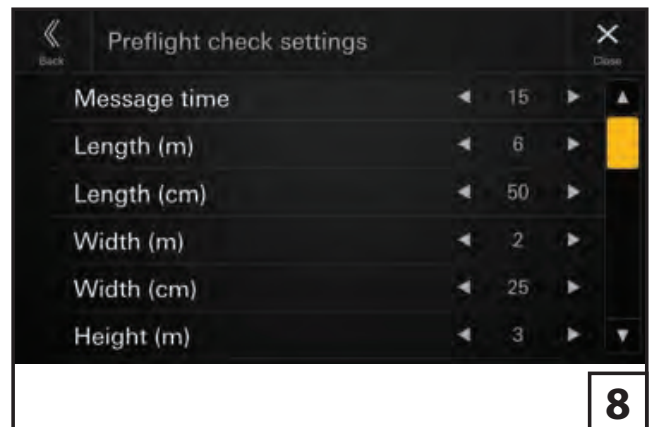 Preflight check settings
Back
Close
Message time 15
Length (m) 6
Length (cm) 50
Width (m) 2
Width (cm) 25
Height (m) 3
8